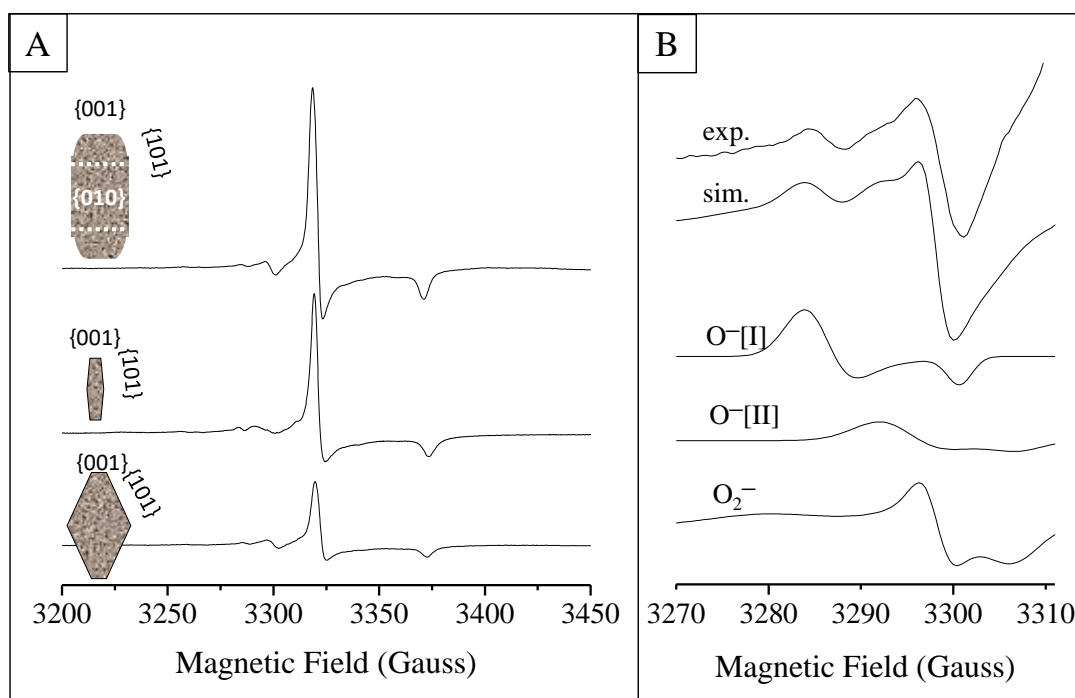 A
{001}
{101}
{010}
{001}
{101}
{001}
{101}
3200 3250 3300 3350 3400 3450
Magnetic Field (Gauss)
B
exp.
sim.
O⁻[I]
O⁻[II]
O₂⁻
3270 3280 3290 3300 3310
Magnetic Field (Gauss)